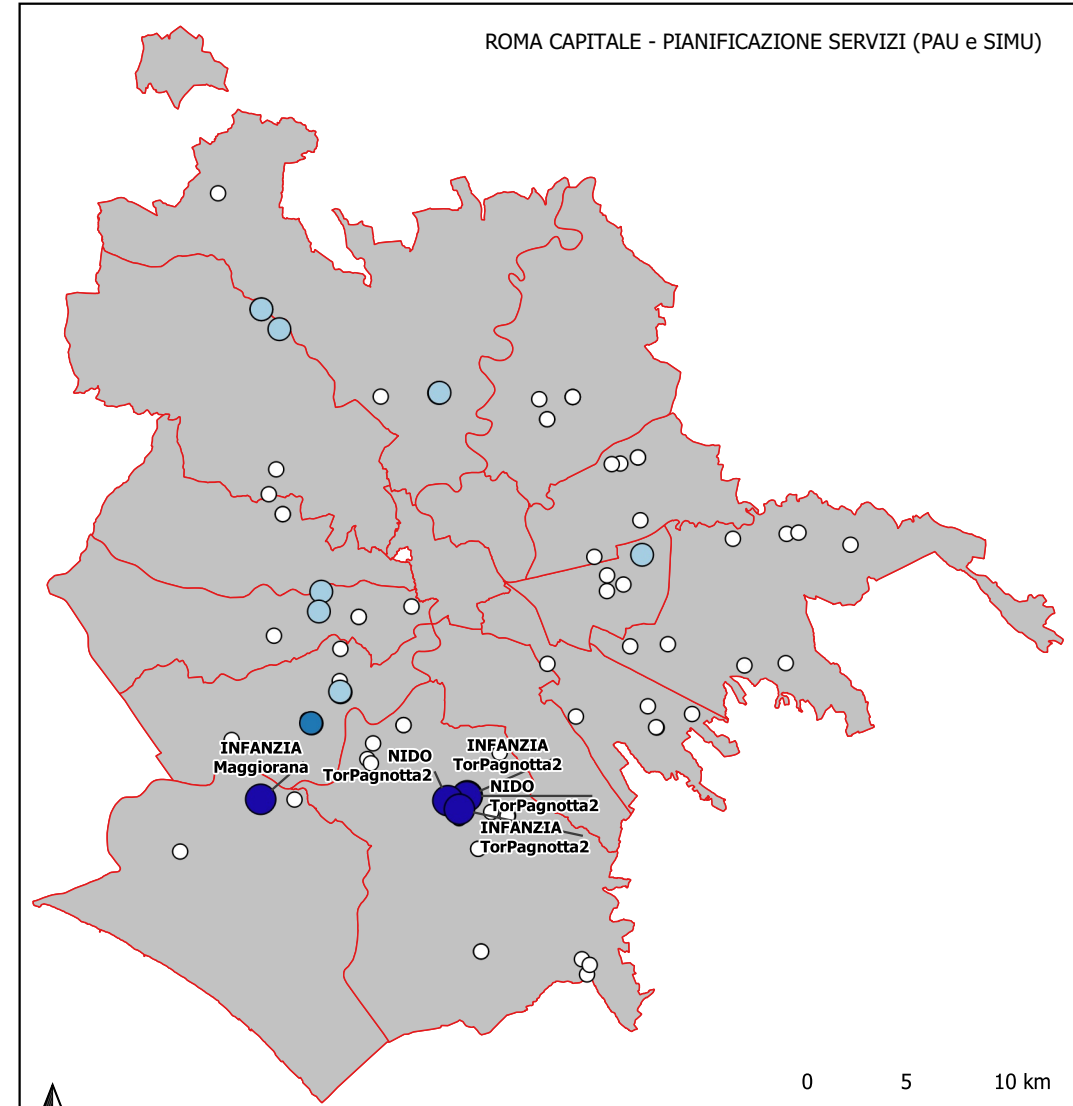 ROMA CAPITALE - PIANIFICAZIONE SERVIZI (PAU e SIMU)
INFANZIA
Maggiorana
NIDO
TorPagnotta2
INFANZIA
TorPagnotta2
NIDO
TorPagnotta2
INFANZIA
TorPagnotta2
0 5 10 km